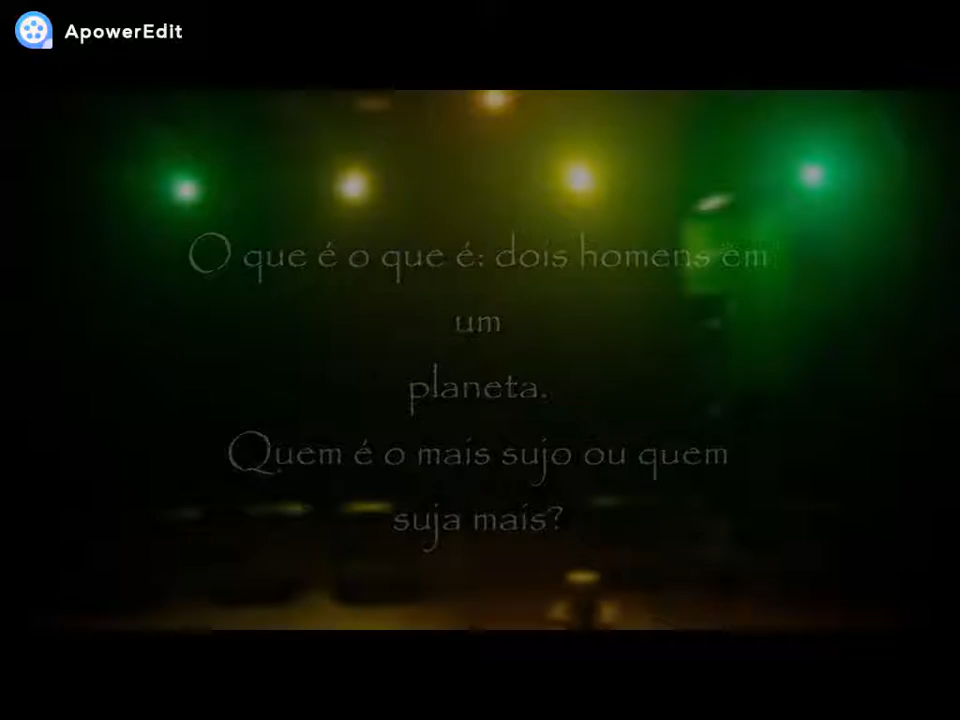 ApowerEdit
O que é o que é: dois homens em
um
planeta.
Quem é o mais sujo ou quem
suja mais?